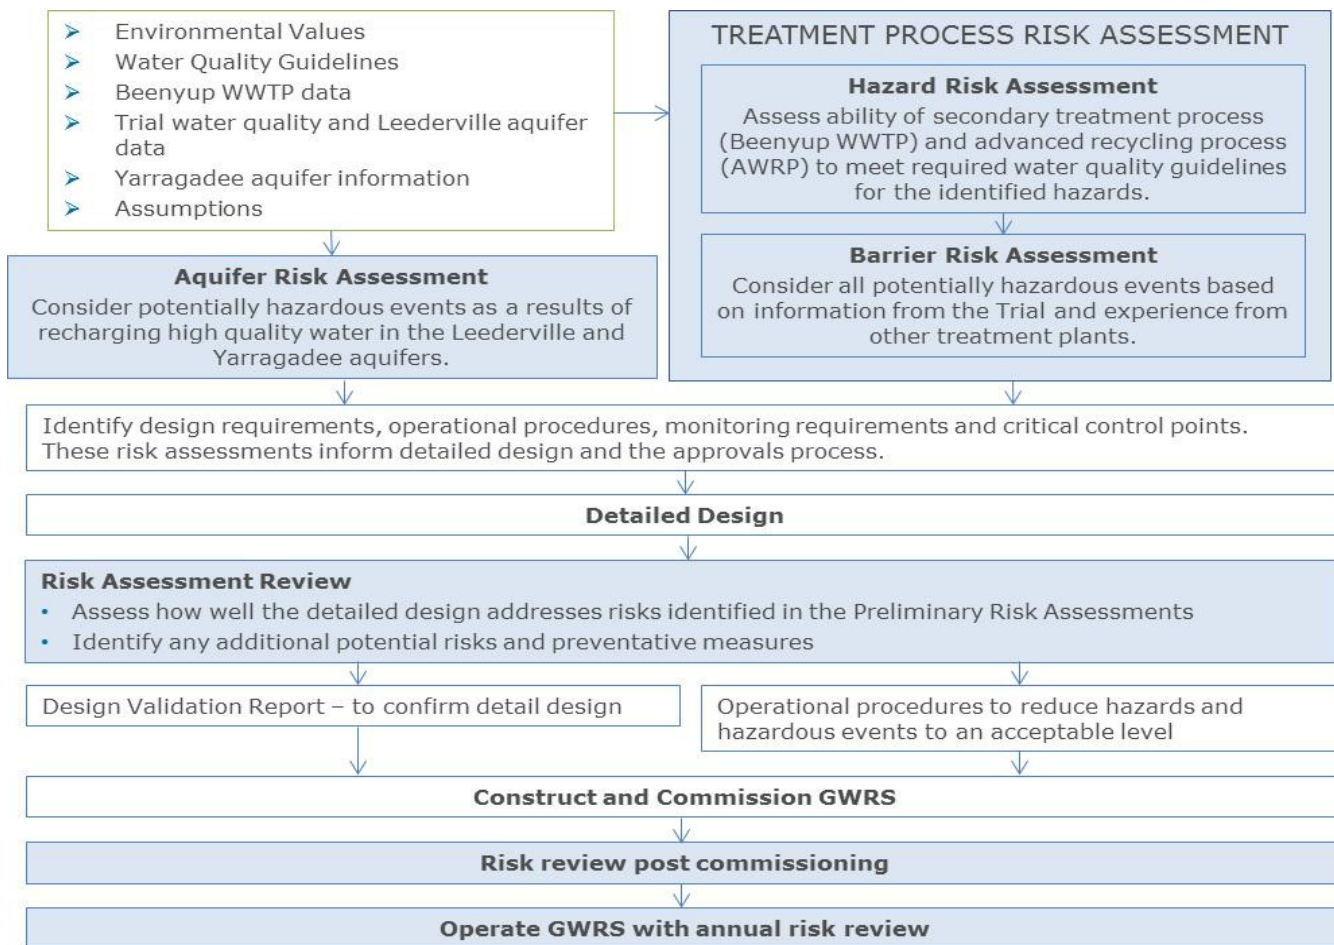 Environmental Values
Water Quality Guidelines
Beenyup WWTP data
Trial water quality and Leederville aquifer
data
Yarragadee aquifer information
Assumptions
TREATMENT PROCESS RISK ASSESSMENT
Hazard Risk Assessment
Assess ability of secondary treatment process
(Beenyup WWTP) and advanced recycling process
(AWRP) to meet required water quality guidelines
for the identified hazards.
Barrier Risk Assessment
Consider all potentially hazardous events based
on information from the Trial and experience from
other treatment plants.
Aquifer Risk Assessment
Consider potentially hazardous events as a results of
recharging high quality water in the Leederville and
Yarragadee aquifers.
Identify design requirements, operational procedures, monitoring requirements and critical control points.
These risk assessments inform detailed design and the approvals process.
Detailed Design
Risk Assessment Review
• Assess how well the detailed design addresses risks identified in the Preliminary Risk Assessments
• Identify any additional potential risks and preventative measures
Design Validation Report – to confirm detail design
Operational procedures to reduce hazards and
hazardous events to an acceptable level
Construct and Commission GWRS
Risk review post commissioning
Operate GWRS with annual risk review